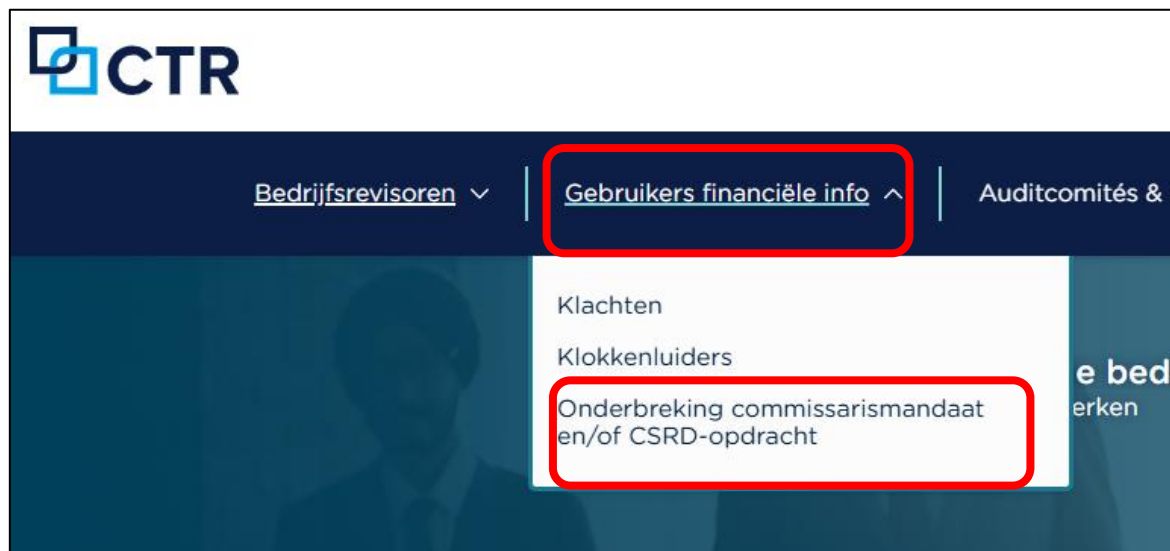 CTR
Bedrijfsrevisoren
Gebruikers financiële info
Auditcomités &
Klachten
Klokkenluiders
Onderbreking commissarismandaat
en/of CSRD-opdracht
e bed
erken